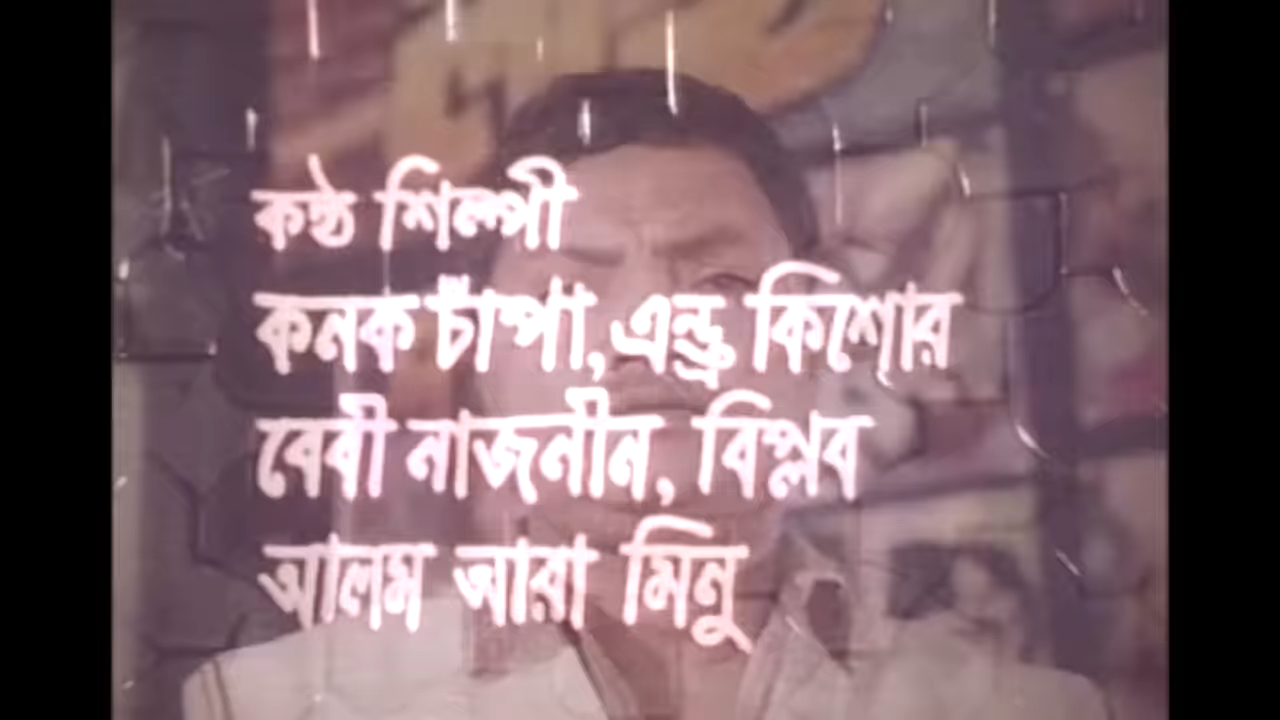 কন্ঠ শিল্পী
কনক চাঁপা, এন্ড্রু কিশোর
বেবী নাজনীন, বিপ্লব
আলম আরা মিনু